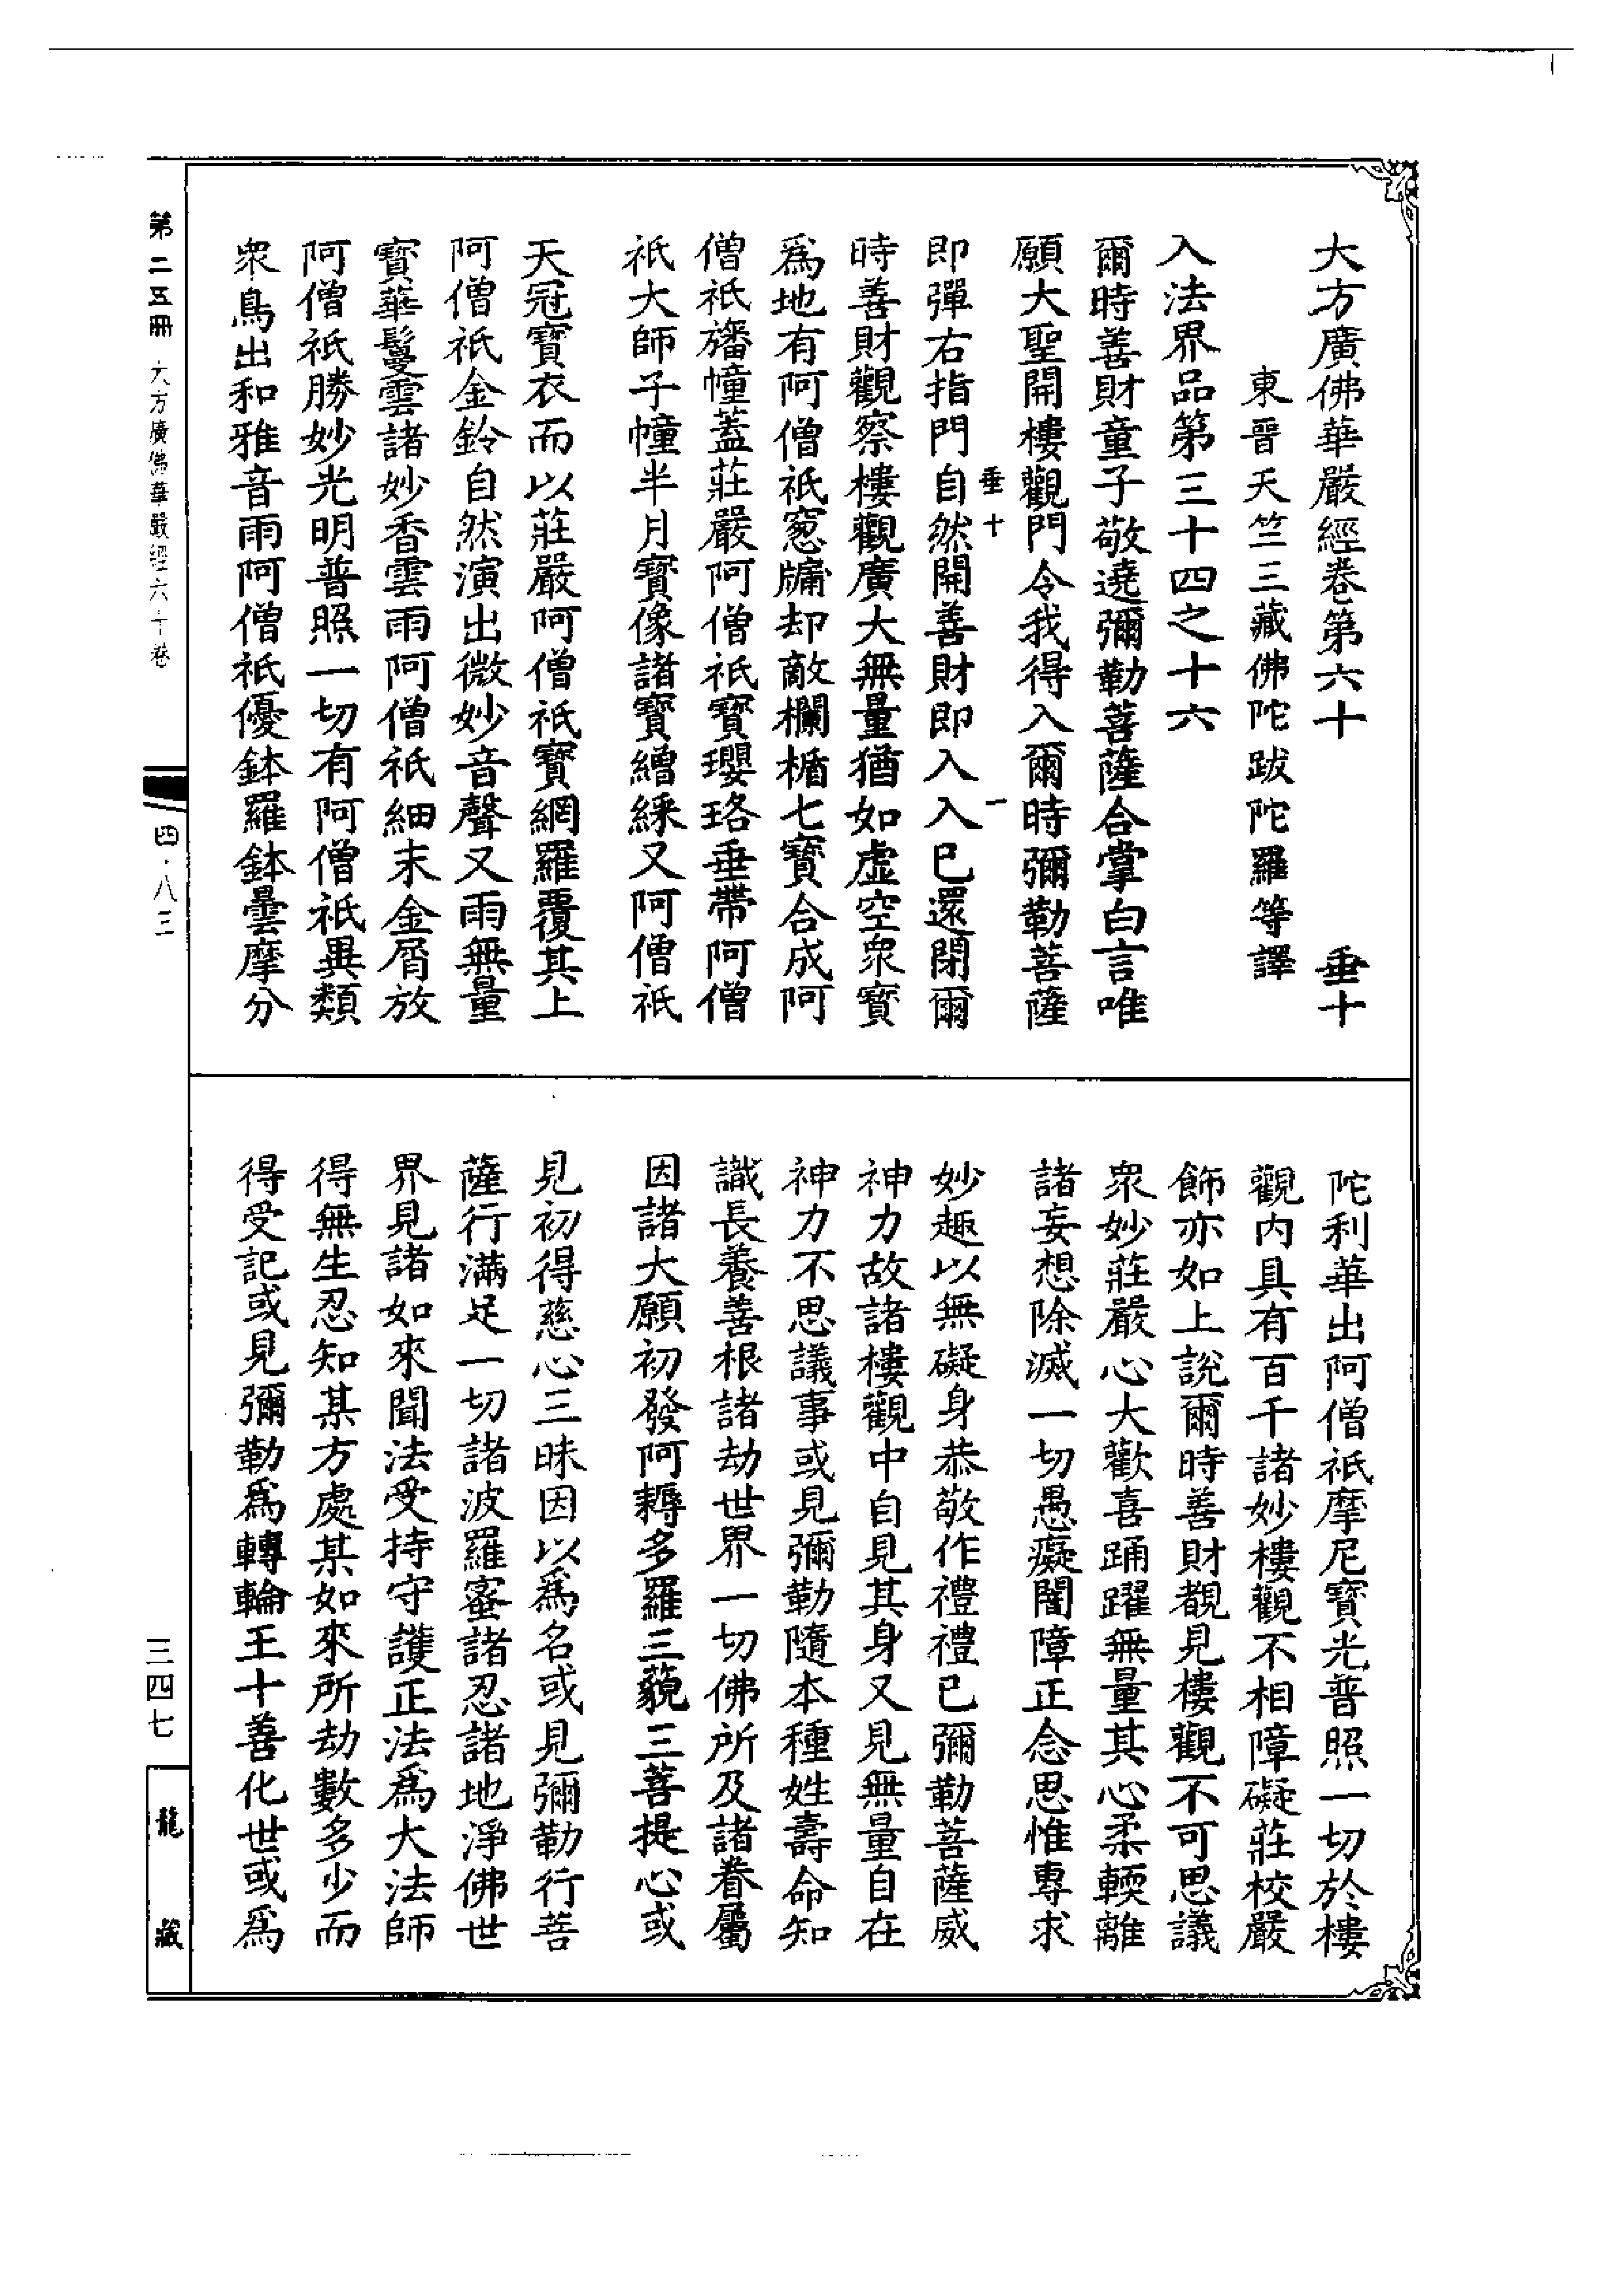 大方廣佛華嚴經卷第六十 垂十
東晉天竺三藏佛陀跋陀羅等譯
入法界品第三十四之十六
爾時善財童子敬遶彌勒菩薩合掌白言唯
願大聖開樓觀門令我得入爾時彌勒菩薩
垂十 一
即彈右指門自然開善財即入入已還閉爾
時善財觀察樓觀廣大無量猶如虛空衆寶
爲地有阿僧祇窻牖却敵欄楯七寶合成阿
僧祇旛幢蓋莊嚴阿僧祇寶瓔珞垂帶阿僧
祇大師子幢半月寶像諸寶繒綵又阿僧祇
天冠寶衣而以莊嚴阿僧祇寶網羅覆其上
阿僧祇金鈴自然演出微妙音聲又雨無量
寶華鬘雲諸妙香雲雨阿僧祇細末金屑放
阿僧祇勝妙光明普照一切有阿僧祇異類
衆鳥出和雅音雨阿僧祇優鉢羅鉢曇摩分
陀利華出阿僧祇摩尼寶光普照一切於樓
觀内具有百千諸妙樓觀不相障礙莊校嚴
飾亦如上說爾時善財覩見樓觀不可思議
衆妙莊嚴心大歡喜踊躍無量其心柔輭離
諸妄想除滅一切愚癡闇障正念思惟專求
妙趣以無礙身恭敬作禮禮已彌勒菩薩威
神力故諸樓觀中自見其身又見無量自在
神力不思議事或見彌勒隨本種姓壽命知
識長養善根諸劫世界一切佛所及諸眷屬
因諸大願初發阿耨多羅三藐三菩提心或
見初得慈心三昧因以爲名或見彌勒行菩
薩行滿足一切諸波羅蜜諸忍諸地淨佛世
界見諸如來聞法受持守護正法爲大法師
得無生忍知某方處某如來所劫數多少而
得受記或見彌勒爲轉輪王十善化世或爲
第二五冊 大方廣佛華嚴經六十卷
四·八三
三四七
龍藏